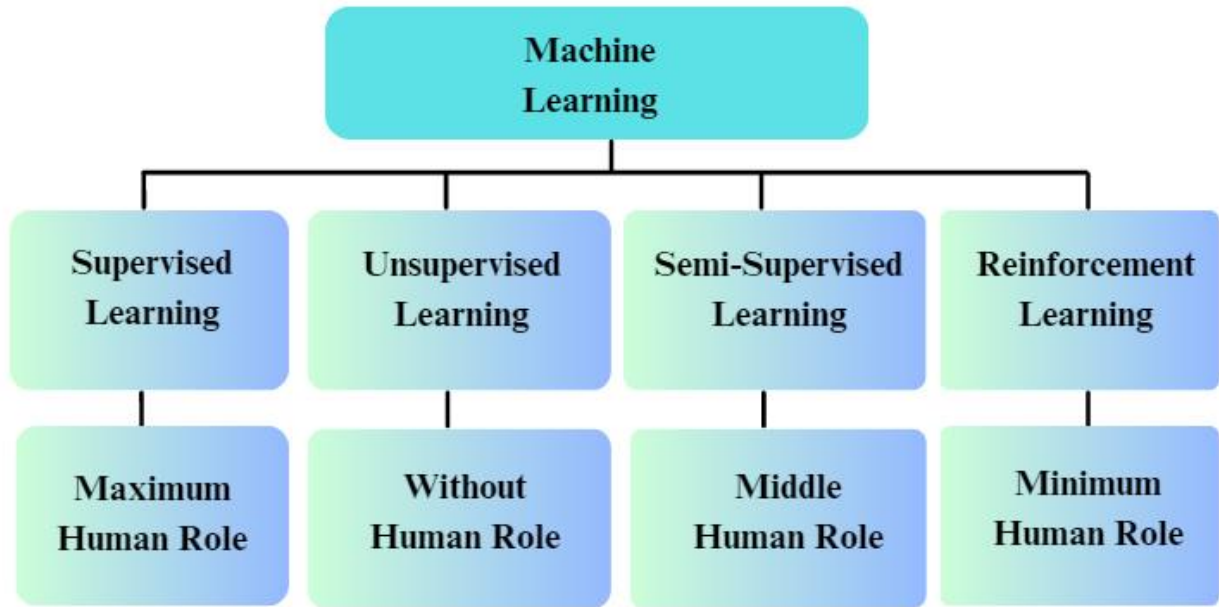 Machine
Learning
Supervised
Learning
Unsupervised
Learning
Semi-Supervised
Learning
Reinforcement
Learning
Maximum
Human Role
Without
Human Role
Middle
Human Role
Minimum
Human Role